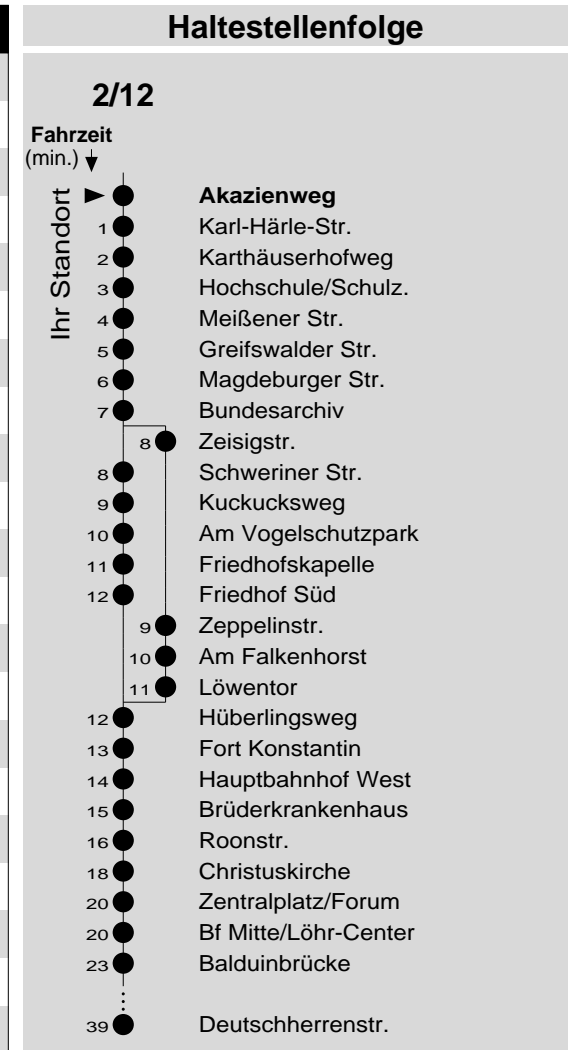 Haltestellenfolge
2/12
Fahrzeit
(min.)
Ihr Standort
Akazienweg
1 Karl-Härle-Str.
2 Karthäuserhofweg
3 Hochschule/Schulz.
4 Meißener Str.
5 Greifswalder Str.
6 Magdeburger Str.
7 Bundesarchiv
8 Zeisigstr.
8 Schweriner Str.
9 Kuckucksweg
10 Am Vogelschutzpark
11 Friedhofskapelle
12 Friedhof Süd
9 Zeppelinstr.
10 Am Falkenhorst
11 Löwentor
12 Hüberlingsweg
13 Fort Konstantin
14 Hauptbahnhof West
15 Brüderkrankenhaus
16 Roonstr.
18 Christuskirche
20 Zentralplatz/Forum
20 Bf Mitte/Löhr-Center
23 Balduinbrücke
39 Deutschherrenstr.